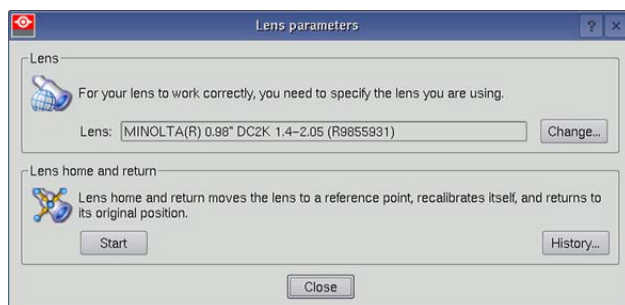 Lens parameters
? ×
Lens
For your lens to work correctly, you need to specify the lens you are using.
Lens: MINOLTA(R) 0.98" DC2K 1.4-2.05 (R9855931) Change...
Lens home and return
Lens home and return moves the lens to a reference point, recalibrates itself, and returns to
its original position.
Start History...
Close